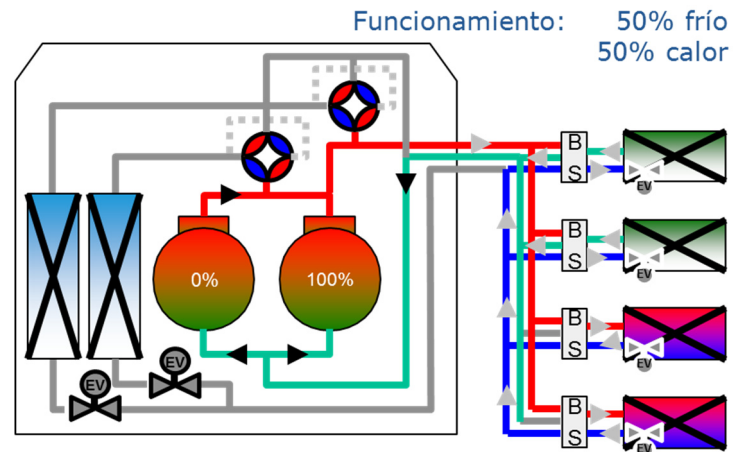 Funcionamiento: 50% frío
50% calor
B
S
EV
B
S
EV
0%
100%
B
S
EV
EV
EV
B
S
EV